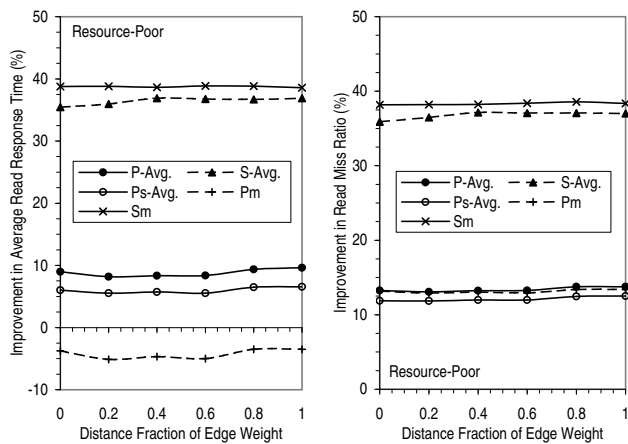 Improvement in Average Read Response Time (%)
50
40
30
20
10
0
-10
Resource-Poor
P-Avg.
S-Avg.
Ps-Avg.
Pm
Sm
0 0.2 0.4 0.6 0.8 1
Distance Fraction of Edge Weight
Improvement in Read Miss Ratio (%)
50
40
30
20
10
0
P-Avg.
S-Avg.
Ps-Avg.
Pm
Sm
Resource-Poor
0 0.2 0.4 0.6 0.8 1
Distance Fraction of Edge Weight